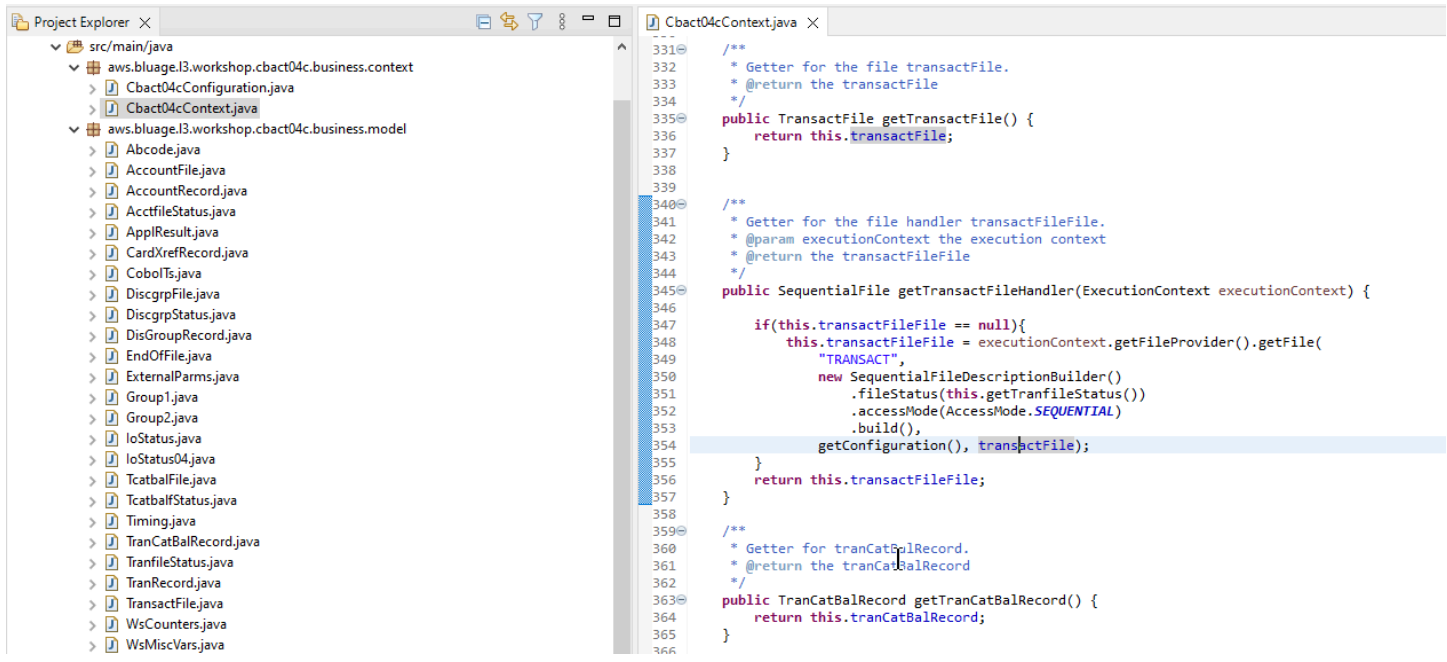 Project Explorer
src/main/java
aws.bluage.l3.workshop.cbact04c.business.context
Cbact04cConfiguration.java
Cbact04cContext.java
aws.bluage.l3.workshop.cbact04c.business.model
Abcode.java
AccountFile.java
AccountRecord.java
AcctfileStatus.java
ApplResult.java
CardXrefRecord.java
CobolTs.java
DiscgrpFile.java
DiscgrpStatus.java
DisGroupRecord.java
EndOfFile.java
ExternalParms.java
Group1.java
Group2.java
IoStatus.java
IoStatus04.java
TcatbalFile.java
TcatbalfStatus.java
Timing.java
TranCatBalRecord.java
TranfileStatus.java
TranRecord.java
TransactFile.java
WsCounters.java
WsMiscVars.java
Cbact04cContext.java
331 /**
332 * Getter for the file transactFile.
333 * @return the transactFile
334 */
335 public TransactFile getTransactFile() {
336 return this.transactFile;
337 }
338
339
340 /**
341 * Getter for the file handler transactFileFile.
342 * @param executionContext the execution context
343 * @return the transactFileFile
344 */
345 public SequentialFile getTransactFileHandler(ExecutionContext executionContext) {
346
347 if(this.transactFileFile == null){
348 this.transactFileFile = executionContext.getFileProvider().getFile(
349 "TRANSACT",
350 new SequentialFileDescriptionBuilder()
351 .fileStatus(this.getTranfileStatus())
352 .accessMode(AccessMode.SEQUENTIAL)
353 .build(),
354 getConfiguration(), transactFile);
355 }
356 return this.transactFileFile;
357 }
358
359 /**
360 * Getter for tranCatBalRecord.
361 * @return the tranCatBalRecord
362 */
363 public TranCatBalRecord getTranCatBalRecord() {
364 return this.tranCatBalRecord;
365 }
366